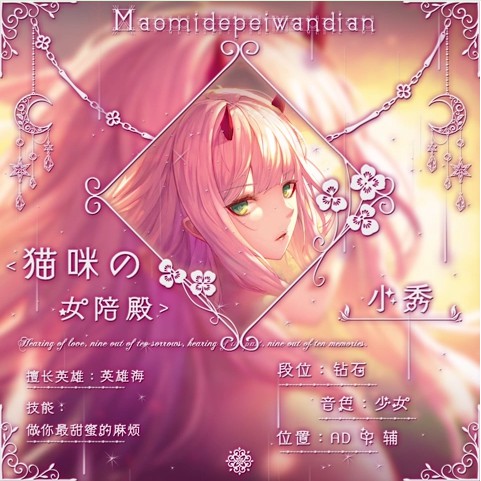 Maomidepeiwandian
<猫咪の
女陪殿>
小秀
Hearing of love, nine out of ten sorrows, hearing
nine out of ten memories.
擅长英雄：英雄海
段位：钻石
技能：
音色：少女
做你最甜蜜的麻烦
位置：AD 中 辅